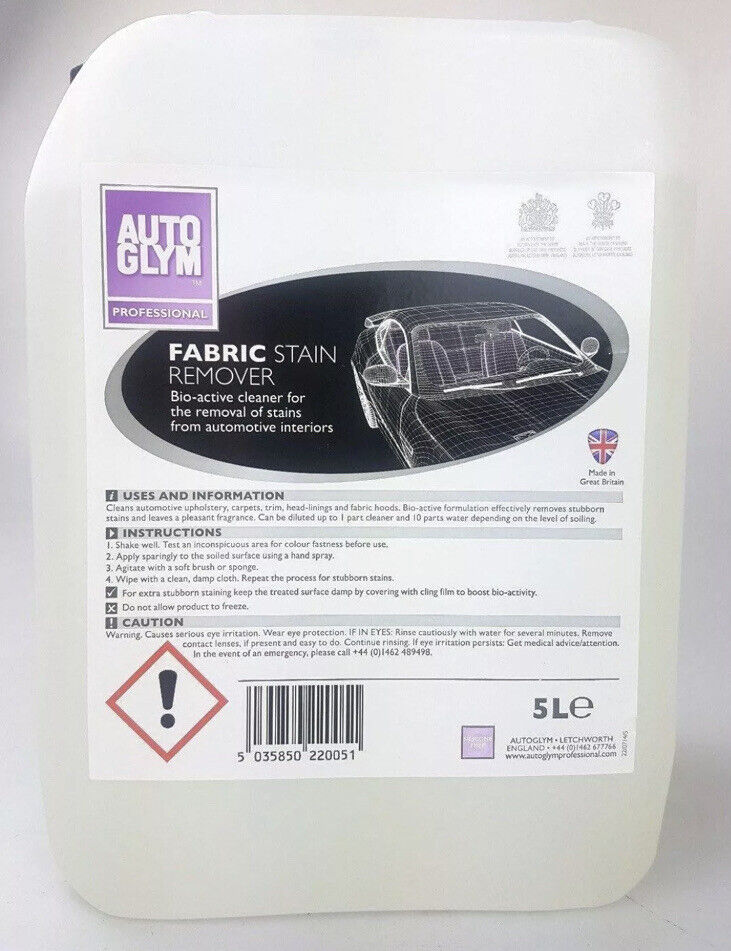 AUTO
GLYM
TM
PROFESSIONAL
FABRIC STAIN
REMOVER
Bio-active cleaner for
the removal of stains
from automotive interiors
Made in
Great Britain
i USES AND INFORMATION
Cleans automotive upholstery, carpets, trim, head-linings and fabric hoods. Bio-active formulation effectively removes stubborn
stains and leaves a pleasant fragrance. Can be diluted up to 1 part cleaner and 10 parts water depending on the level of soiling.
INSTRUCTIONS
1. Shake well. Test an inconspicuous area for colour fastness before use.
2. Apply sparingly to the soiled surface using a hand spray.
3. Agitate with a soft brush or sponge.
4. Wipe with a clean, damp cloth. Repeat the process for stubborn stains.
For extra stubborn staining keep the treated surface damp by covering with cling film to boost bio-activity.
Do not allow product to freeze.
! CAUTION
Warning. Causes serious eye irritation. Wear eye protection. IF IN EYES: Rinse cautiously with water for several minutes. Remove
contact lenses, if present and easy to do. Continue rinsing. If eye irritation persists: Get medical advice/attention.
In the event of an emergency, please call +44 (0)1462 489498.
5Le
5 035850 220051
SILICONE
FREE
AUTOGLYM • LETCHWORTH
ENGLAND • +44 (0)1462 677766
www.autoglymprofessional.com